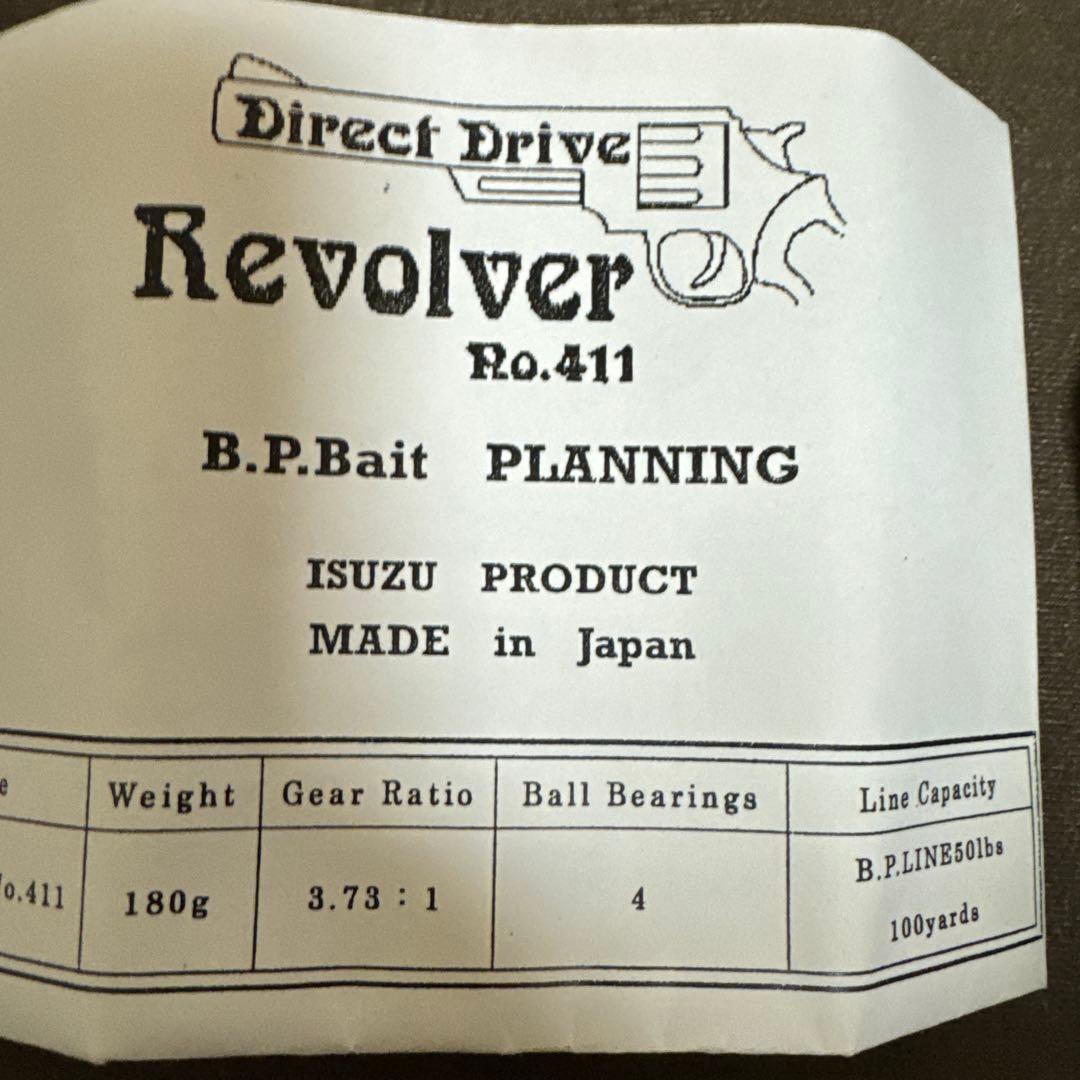 Direct Drive
Revolver
No.411
B.P.Bait PLANNING
ISUZU PRODUCT
MADE in Japan
Weight Gear Ratio Ball Bearings Line Capacity
o.411 180g 3.73 : 1 4 B.P.LINE50lbs
100yards